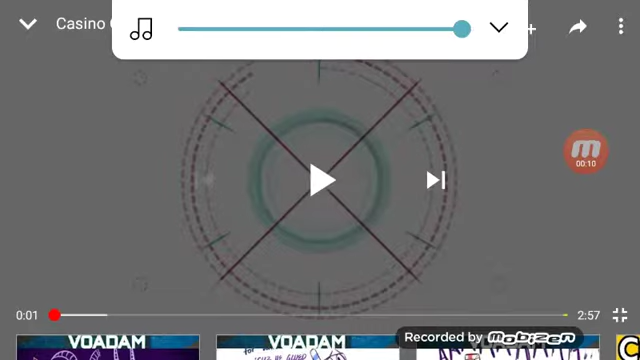 Casino
00:10
0:01
2:57
VOADAM
VOADAM
Recorded by Mobizen